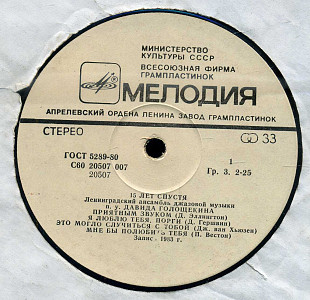 МИНИСТЕРСТВО
КУЛЬТУРЫ СССР
ВСЕСОЮЗНАЯ ФИРМА
ГРАМПЛАСТИНОК
МЕЛОДИЯ
АПРЕЛЕВСКИЙ ОРДЕНА ЛЕНИНА ЗАВОД ГРАМПЛАСТИНОК
СТЕРЕО 33
ГОСТ 5289-80 1
С60 20507 007 Гр. 3. 2-25
20507
15 ЛЕТ СПУСТЯ
Ленинградский ансамбль джазовой музыки
п. у. ДАВИДА ГОЛОЩЕКИНА
ПРИЯТНЫМ ЗВУКОМ (Д. Эллингтон)
Я ЛЮБЛЮ ТЕБЯ, ПОРГИ (Д. Гершвин)
ЭТО МОГЛО СЛУЧИТЬСЯ С ТОБОЙ (Дж. ван Хьюзен)
МНЕ БЫ ПОЛЮБИТЬ ТЕБЯ (П. Вестон)
Запис. 1983 г.